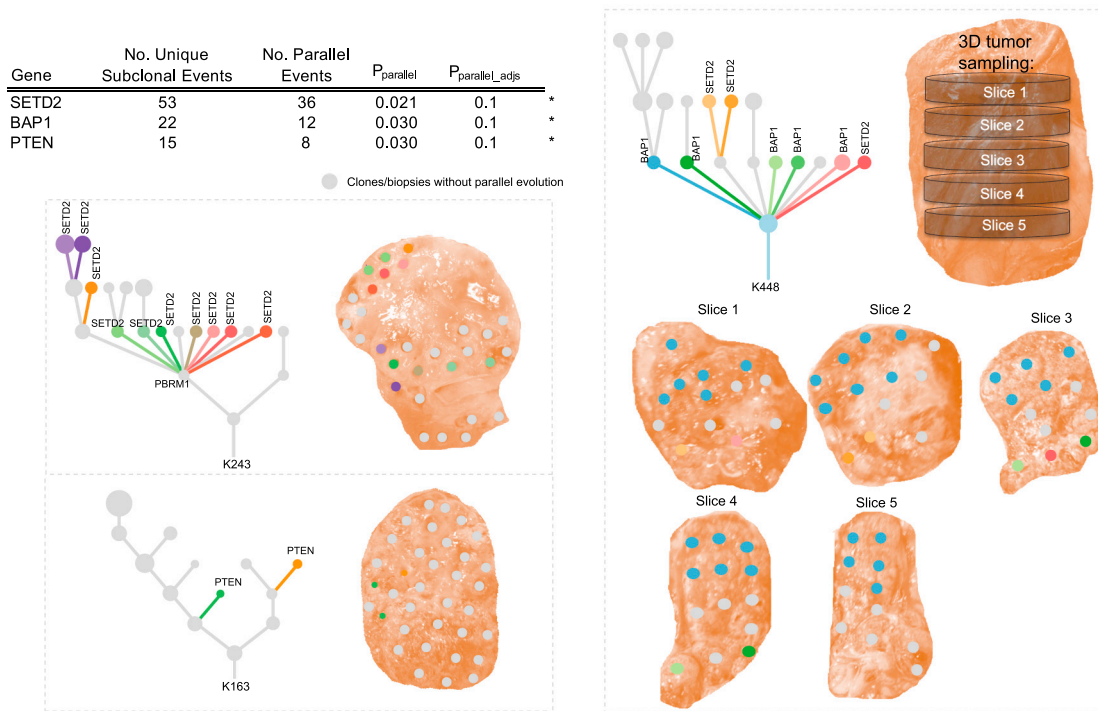 Gene No. Unique Subclonal Events No. Parallel Events Pparallel Pparallel_adjs
SETD2 53 36 0.021 0.1 *
BAP1 22 12 0.030 0.1 *
PTEN 15 8 0.030 0.1 *
Clones/biopsies without parallel evolution
SETD2
SETD2
SETD2
SETD2
SETD2
SETD2
SETD2
SETD2
SETD2
SETD2
PBRM1
K243
PTEN
PTEN
K163
SETD2
SETD2
BAP1
BAP1
BAP1
BAP1
BAP1
SETD2
K448
3D tumor
sampling:
Slice 1
Slice 2
Slice 3
Slice 4
Slice 5
Slice 1
Slice 2
Slice 3
Slice 4
Slice 5